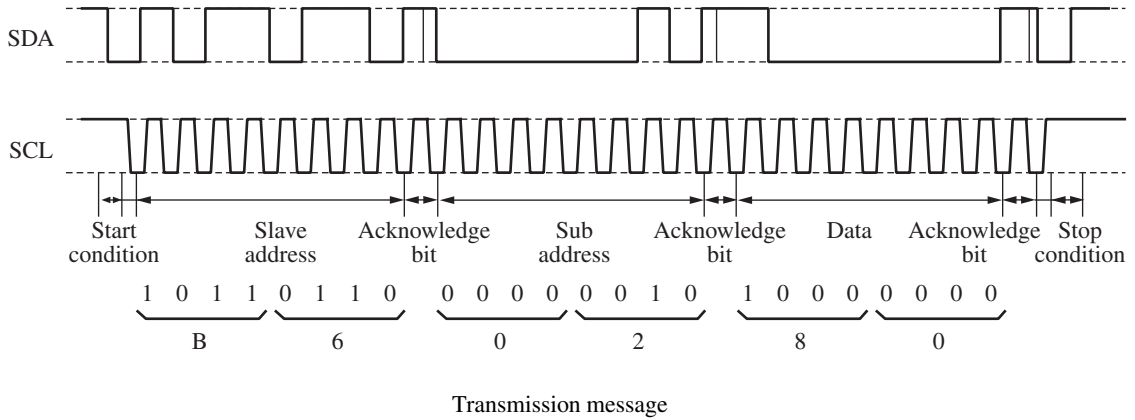 SDA
SCL
Start condition
Slave address
Acknowledge bit
Sub address
Acknowledge bit
Data
Acknowledge bit
Stop condition
1 0 1 1 0 1 1 0 0 0 0 0 0 0 1 0 1 0 0 0 0 0 0 0
B 6 0 2 8 0
Transmission message